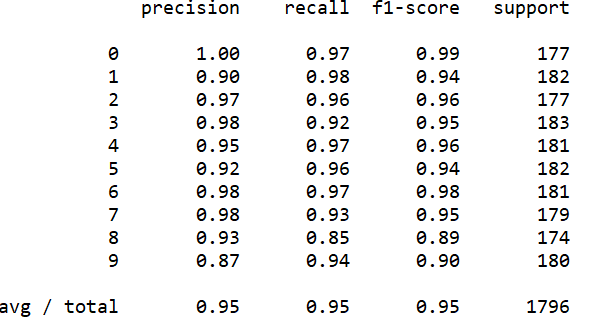 precision recall f1-score support
0 1.00 0.97 0.99 177
1 0.90 0.98 0.94 182
2 0.97 0.96 0.96 177
3 0.98 0.92 0.95 183
4 0.95 0.97 0.96 181
5 0.92 0.96 0.94 182
6 0.98 0.97 0.98 181
7 0.98 0.93 0.95 179
8 0.93 0.85 0.89 174
9 0.87 0.94 0.90 180
avg / total 0.95 0.95 0.95 1796